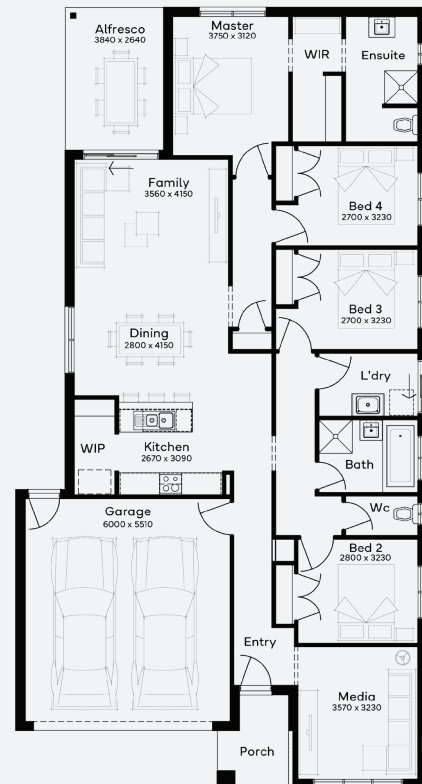 Alfresco
3840 x 2640
Master
3750 x 3120
WIR
Ensuite
Family
3560 x 4150
Bed 4
2700 x 3230
Bed 3
2700 x 3230
Dining
2800 x 4150
L'dry
WIP
Kitchen
2670 x 3090
Bath
Wc
Garage
6000 x 5510
Bed 2
2800 x 3230
Entry
Media
3570 x 3230
Porch